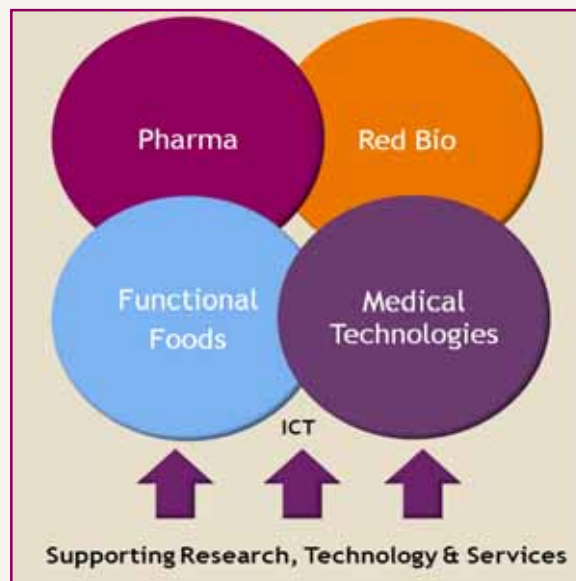 Pharma
Red Bio
Functional
Foods
Medical
Technologies
ICT
Supporting Research, Technology & Services